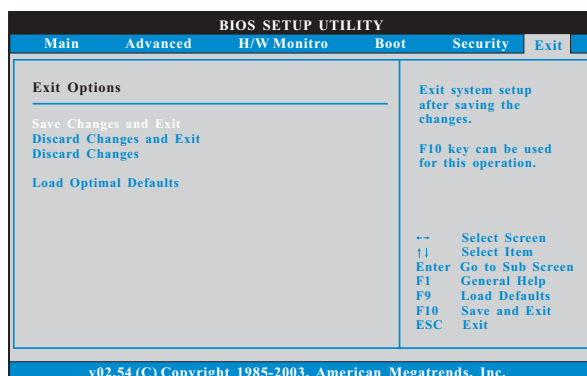 BIOS SETUP UTILITY
Main Advanced H/W Monitro Boot Security Exit
Exit Options
Save Changes and Exit
Discard Changes and Exit
Discard Changes
Load Optimal Defaults
Exit system setup
after saving the
changes.
F10 key can be used
for this operation.
←→ Select Screen
↑↓ Select Item
Enter Go to Sub Screen
F1 General Help
F9 Load Defaults
F10 Save and Exit
ESC Exit
v02.54 (C) Copyright 1985-2003, American Megatrends, Inc.